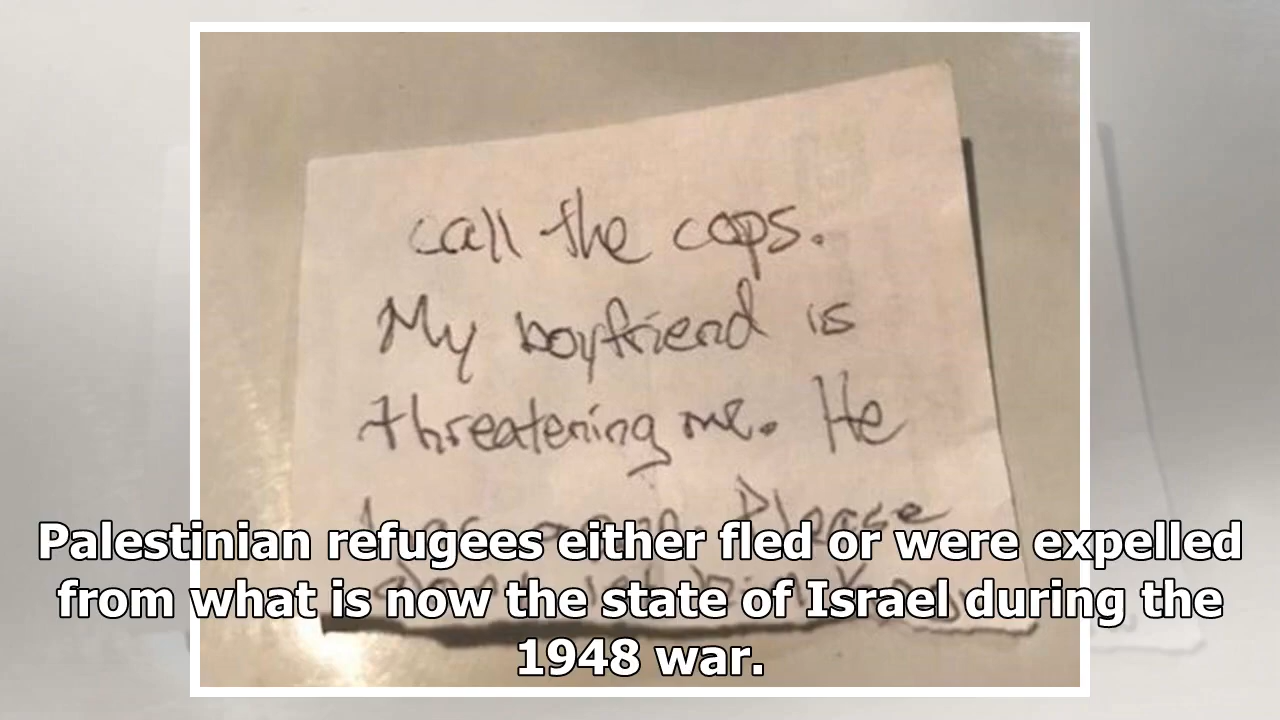 call the cops.
My boyfriend is
threatening me. He
Please
Palestinian refugees either fled or were expelled
from what is now the state of Israel during the
1948 war.